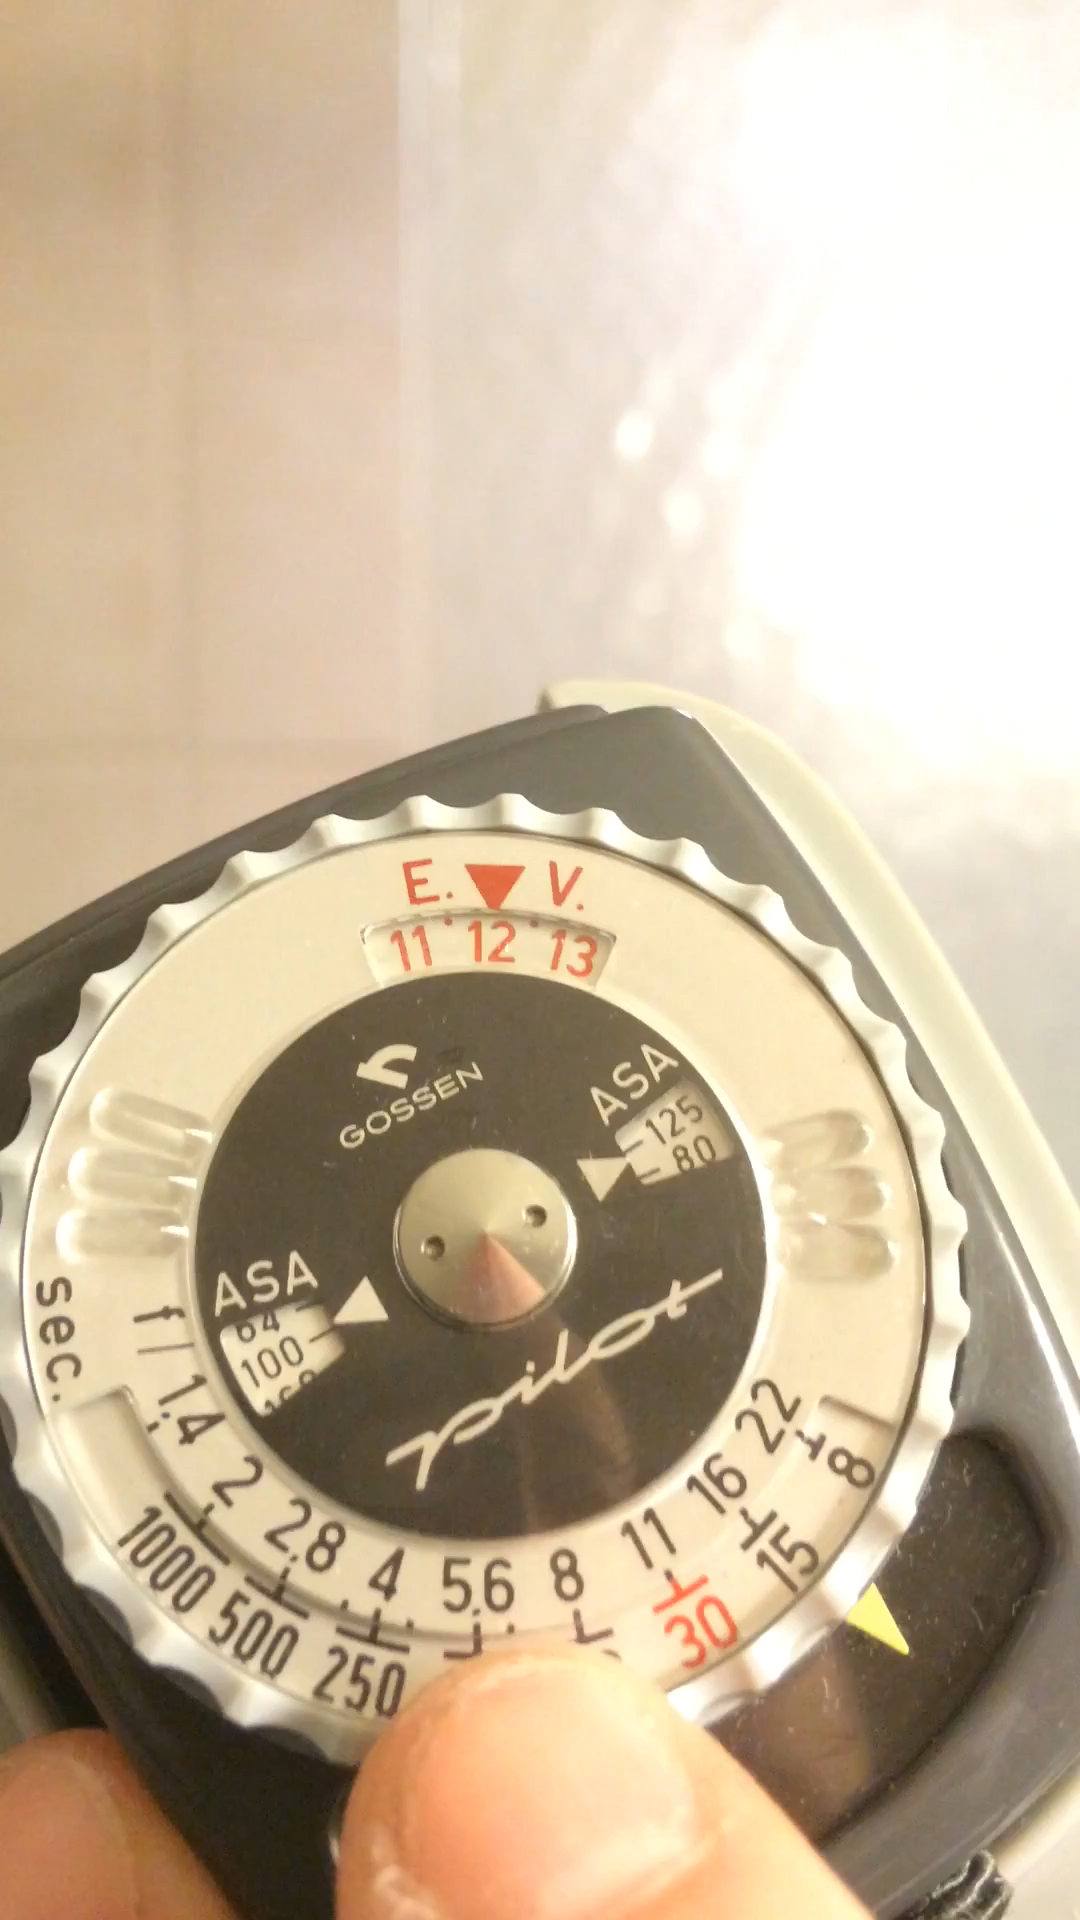 E. V.
11 12 13
GOSSEN
ASA
125
80
ASA
64
100
160
pilot
sec.
f/
1.4 2 2.8 4 5.6 8 11 16 22
1000 500 250 30 15 8